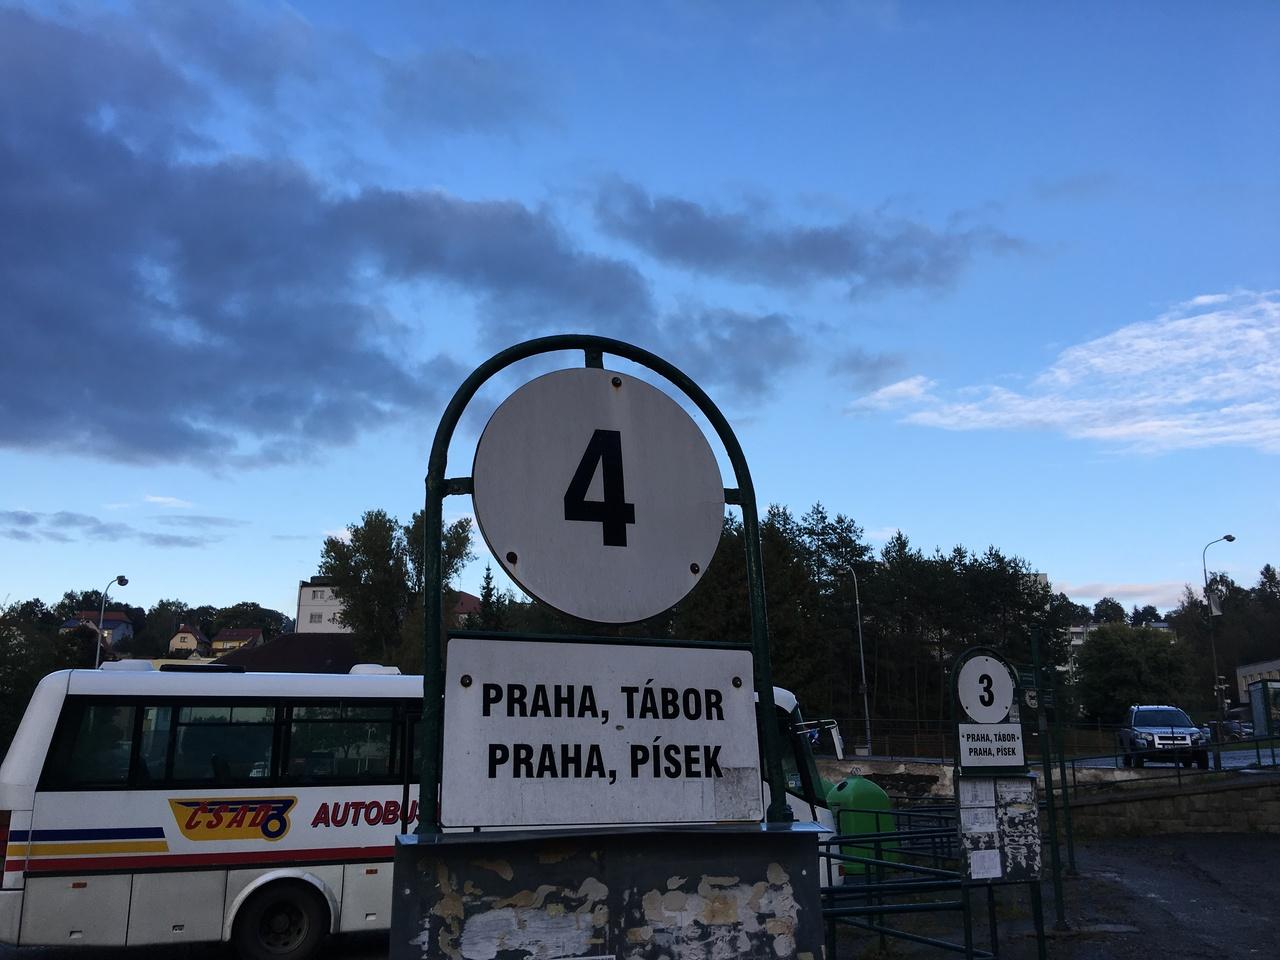 4
PRAHA, TÁBOR
PRAHA, PÍSEK
3
PRAHA, TÁBOR
PRAHA, PÍSEK
ČSAD
AUTOBUS